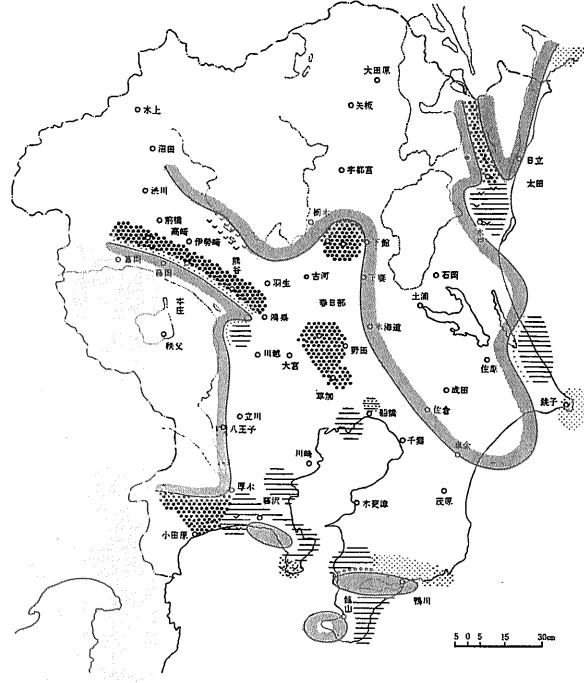 大田原
矢板
水上
沼田
宇都宮
日立
太田
渋川
栃木
水戸
前橋
高崎
伊勢崎
下館
富岡
藤岡
熊谷
羽生
古河
下妻
石岡
本庄
春日部
土浦
鴻巣
水海道
秩父
川越
大宮
野田
佐原
草加
成田
銚子
船橋
佐倉
立川
八王子
千葉
東金
川崎
厚木
藤沢
木更津
茂原
小田原
館山
鴨川
5 0 5 15 30㎝